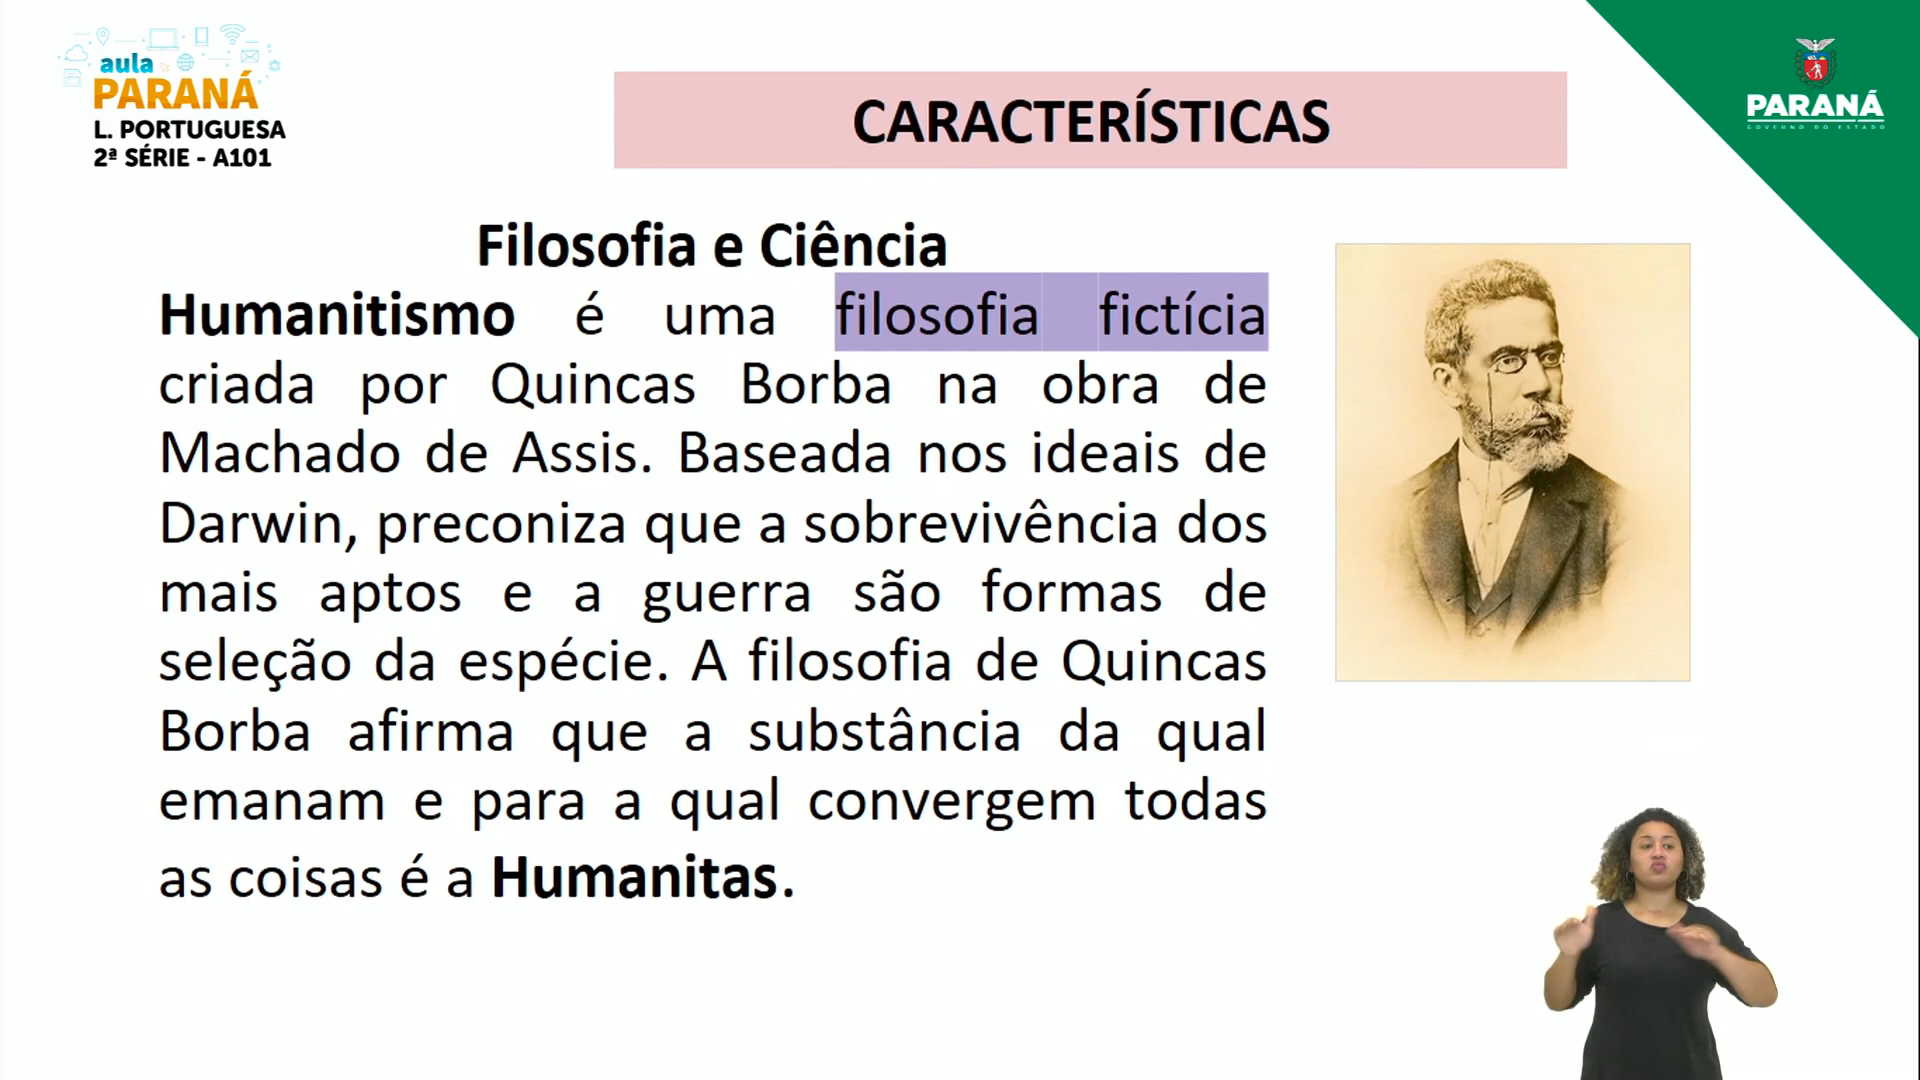 aula
PARANÁ
L. PORTUGUESA
2ª SÉRIE - A101
CARACTERÍSTICAS
PARANÁ
GOVERNO DO ESTADO
Filosofia e Ciência
Humanitismo é uma filosofia fictícia
criada por Quincas Borba na obra de
Machado de Assis. Baseada nos ideais de
Darwin, preconiza que a sobrevivência dos
mais aptos e a guerra são formas de
seleção da espécie. A filosofia de Quincas
Borba afirma que a substância da qual
emanam e para a qual convergem todas
as coisas é a Humanitas.